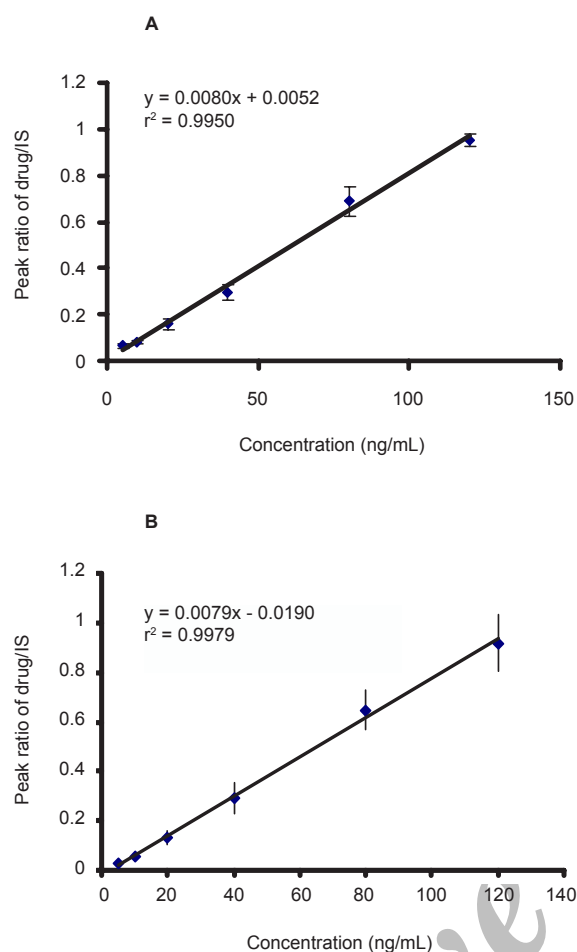 A
1.2
y = 0.0080x + 0.0052
r² = 0.9950
1
0.8
0.6
0.4
0.2
0
Peak ratio of drug/IS
0 50 100 150
Concentration (ng/mL)
B
1.2
y = 0.0079x - 0.0190
r² = 0.9979
1
0.8
0.6
0.4
0.2
0
Peak ratio of drug/IS
0 20 40 60 80 100 120 140
Concentration (ng/mL)